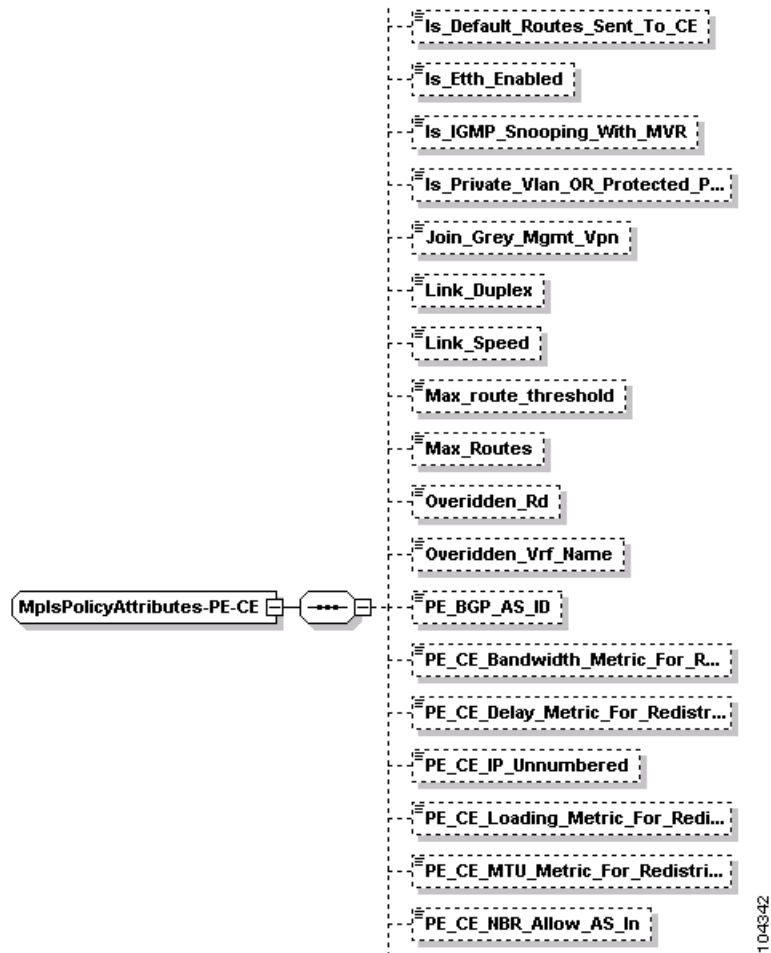 Is_Default_Routes_Sent_To_CE
Is_Etth_Enabled
Is_IGMP_Snooping_With_MVR
Is_Private_Vlan_OR_Protected_P...
Join_Grey_Mgmt_Vpn
Link_Duplex
Link_Speed
Max_route_threshold
Max_Routes
Overidden_Rd
Overidden_Vrf_Name
MplsPolicyAttributes-PE-CE
PE_BGP_AS_ID
PE_CE_Bandwidth_Metric_For_R...
PE_CE_Delay_Metric_For_Redistr...
PE_CE_IP_Unnumbered
PE_CE_Loading_Metric_For_Redi...
PE_CE_MTU_Metric_For_Redistri...
PE_CE_NBR_Allow_AS_In
104342